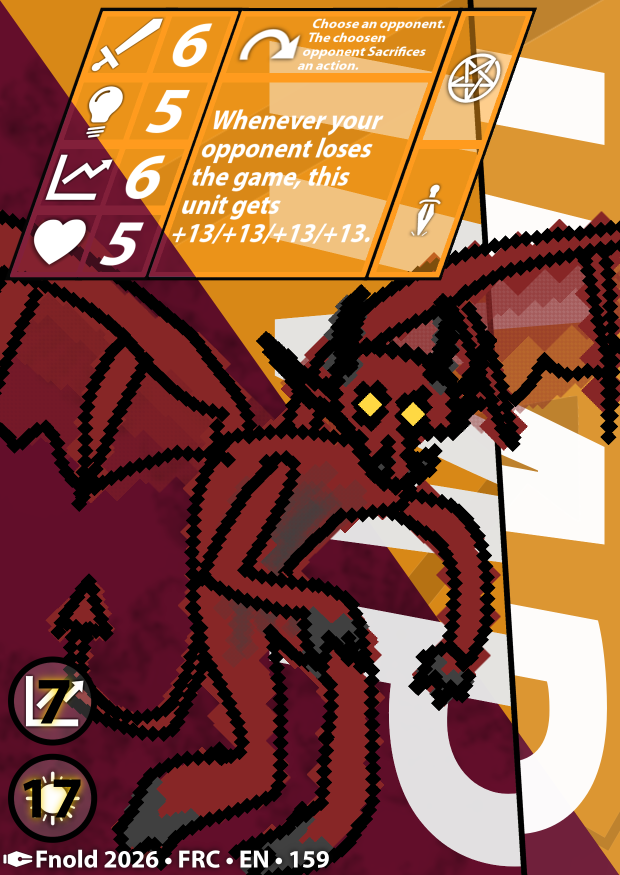 6
5
6
5
Choose an opponent.
The choosen
opponent Sacrifices
an action.
Whenever your
opponent loses
the game, this
unit gets
+13/+13/+13/+13.
IMP
7
17
Fnold 2026 • FRC • EN • 159